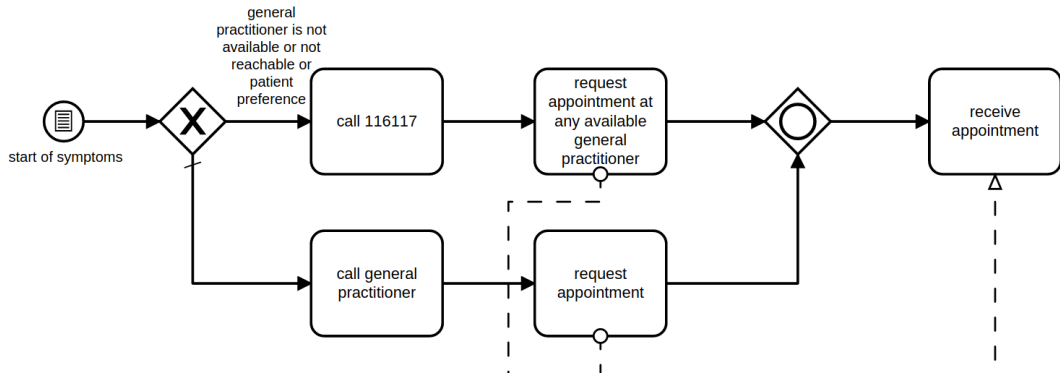 general
practitioner is not
available or not
reachable or
patient
preference
start of symptoms
X
call 116117
request
appointment at
any available
general
practitioner
receive
appointment
call general
practitioner
request
appointment